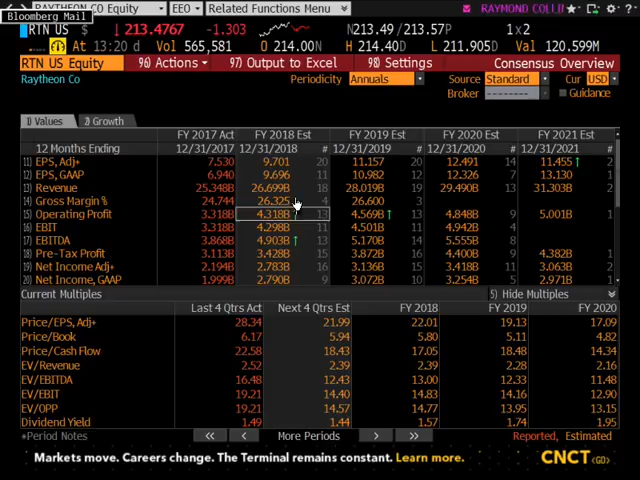 RAYTHEON CO Equity EEO Related Functions Menu RAYMOND COLLI
Bloomberg Mail
RTN US $ ↓ 213.4767 -1.303 N213.49 / 213.57P 1x2
At 13:20 d Vol 565,581 O 214.00N H 214.40D L 211.905D Val 120.599M
RTN US Equity 96) Actions 97) Output to Excel 98) Settings Consensus Overview
Raytheon Co Periodicity Annuals Source Standard Cur USD
Broker -------- Guidance
1) Values 2) Growth
FY 2017 Act FY 2018 Est FY 2019 Est FY 2020 Est FY 2021 Est
12 Months Ending 12/31/2017 12/31/2018 # 12/31/2019 # 12/31/2020 # 12/31/2021 #
11) EPS, Adj+ 7.530 9.701 20 11.157 20 12.491 14 11.455 ↑ 2
12) EPS, GAAP 6.940 9.696 11 10.982 12 12.326 7 13.130 1
13) Revenue 25.348B 26.699B 18 28.019B 19 29.490B 13 31.303B 2
14) Gross Margin % 24.744 26.325 4 26.600 3
15) Operating Profit 3.318B 4.318B ↑ 13 4.569B ↑ 13 4.848B 9 5.001B 1
16) EBIT 3.318B 4.298B 11 4.501B 11 4.942B 4
17) EBITDA 3.868B 4.903B ↑ 13 5.170B 14 5.555B 8
18) Pre-Tax Profit 3.113B 3.428B 15 3.872B 14 4.400B 9 4.382B 1
19) Net Income Adj+ 2.194B 2.783B 16 3.136B 15 3.413B 11 3.063B 2
20) Net Income, GAAP 1.999B 2.790B 9 3.072B 10 3.254B 5 2.971B 1
Current Multiples 5) Hide Multiples
Last 4 Qtrs Act Next 4 Qtrs Est FY 2018 FY 2019 FY 2020
Price/EPS, Adj+ 28.34 21.99 22.01 19.13 17.09
Price/Book 6.17 5.94 5.80 5.11 4.82
Price/Cash Flow 22.58 18.43 17.05 18.48 14.34
EV/Revenue 2.52 2.39 2.39 2.28 2.16
EV/EBITDA 16.48 12.43 13.00 12.33 11.48
EV/EBIT 19.21 14.40 14.83 14.16 12.90
EV/OPP 19.21 14.57 14.77 13.95 13.15
Dividend Yield 1.49 1.44 1.57 1.74 1.95
*Period Notes << < More Periods > >> Reported, Estimated
Markets move. Careers change. The Terminal remains constant. Learn more. CNCT <GO>